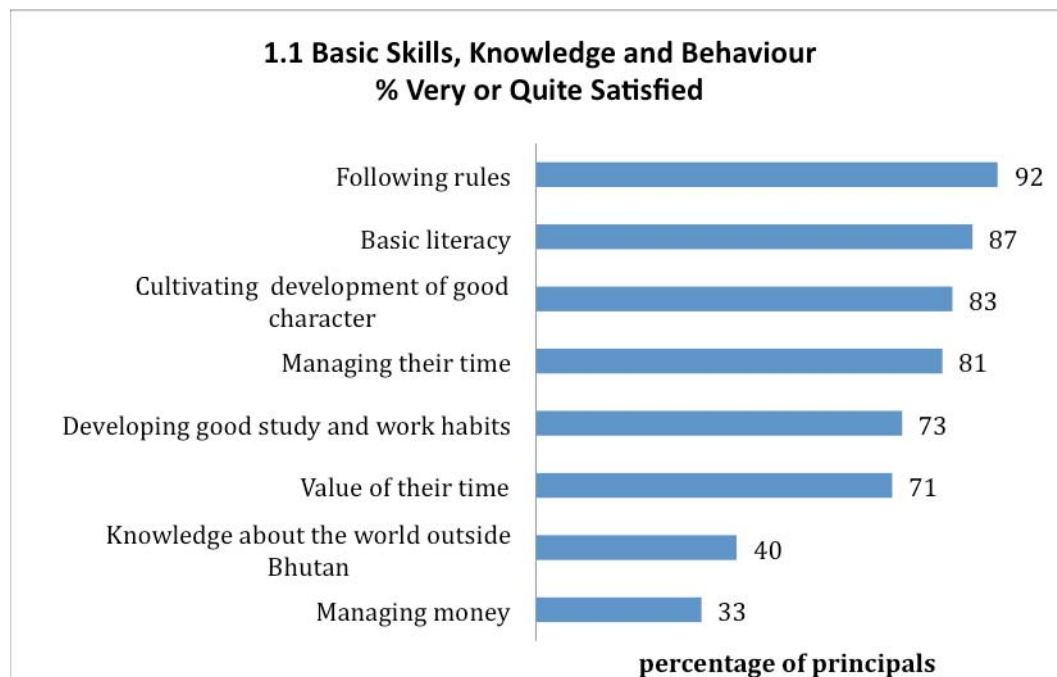 1.1 Basic Skills, Knowledge and Behaviour
% Very or Quite Satisfied
Following rules 92
Basic literacy 87
Cultivating development of good
character 83
Managing their time 81
Developing good study and work habits 73
Value of their time 71
Knowledge about the world outside
Bhutan 40
Managing money 33
percentage of principals